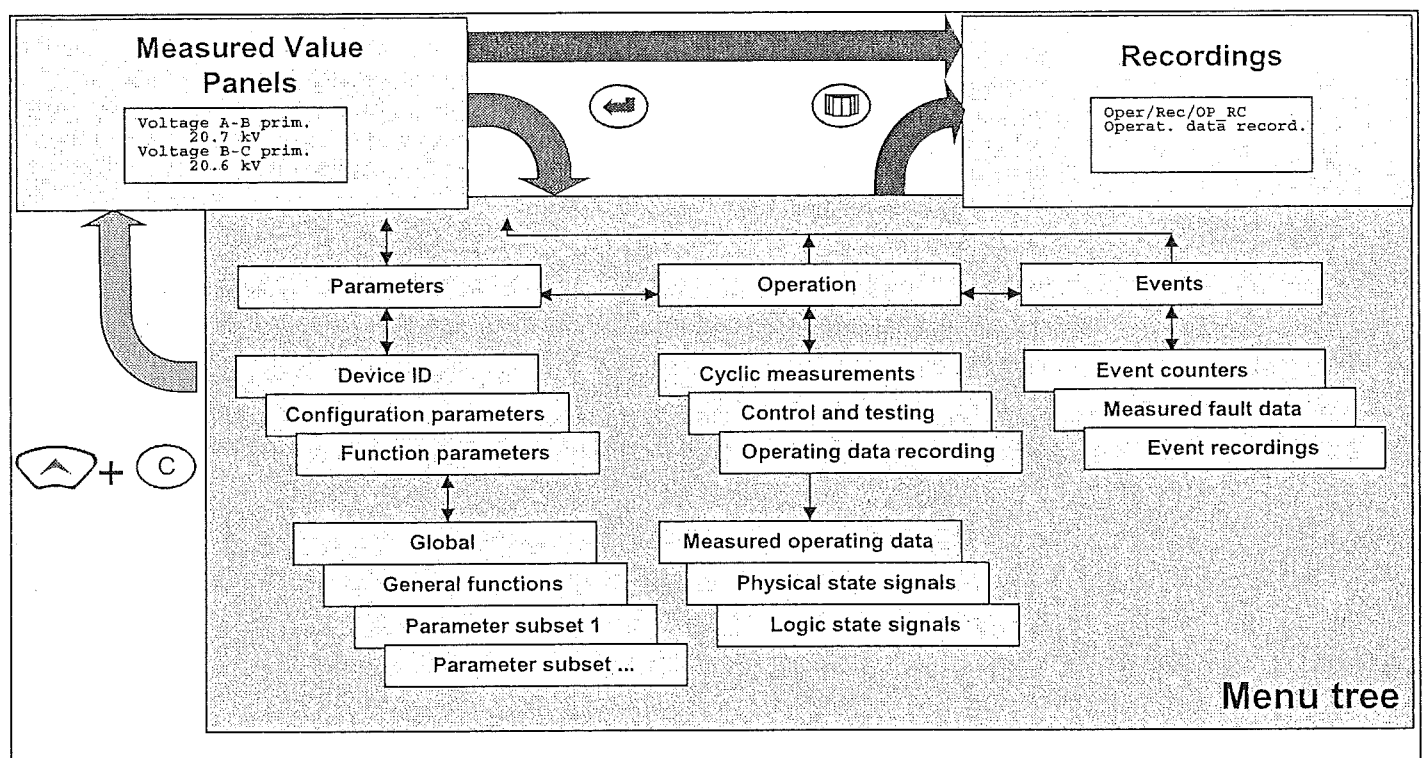 Measured Value
Panels
Voltage A-B prim.
20.7 kV
Voltage B-C prim.
20.6 kV
Recordings
Oper/Rec/OP_RC
Operat. data record.
Parameters
Operation
Events
Device ID
Configuration parameters
Function parameters
Cyclic measurements
Control and testing
Operating data recording
Event counters
Measured fault data
Event recordings
+ C
Global
General functions
Parameter subset 1
Parameter subset ...
Measured operating data
Physical state signals
Logic state signals
Menu tree